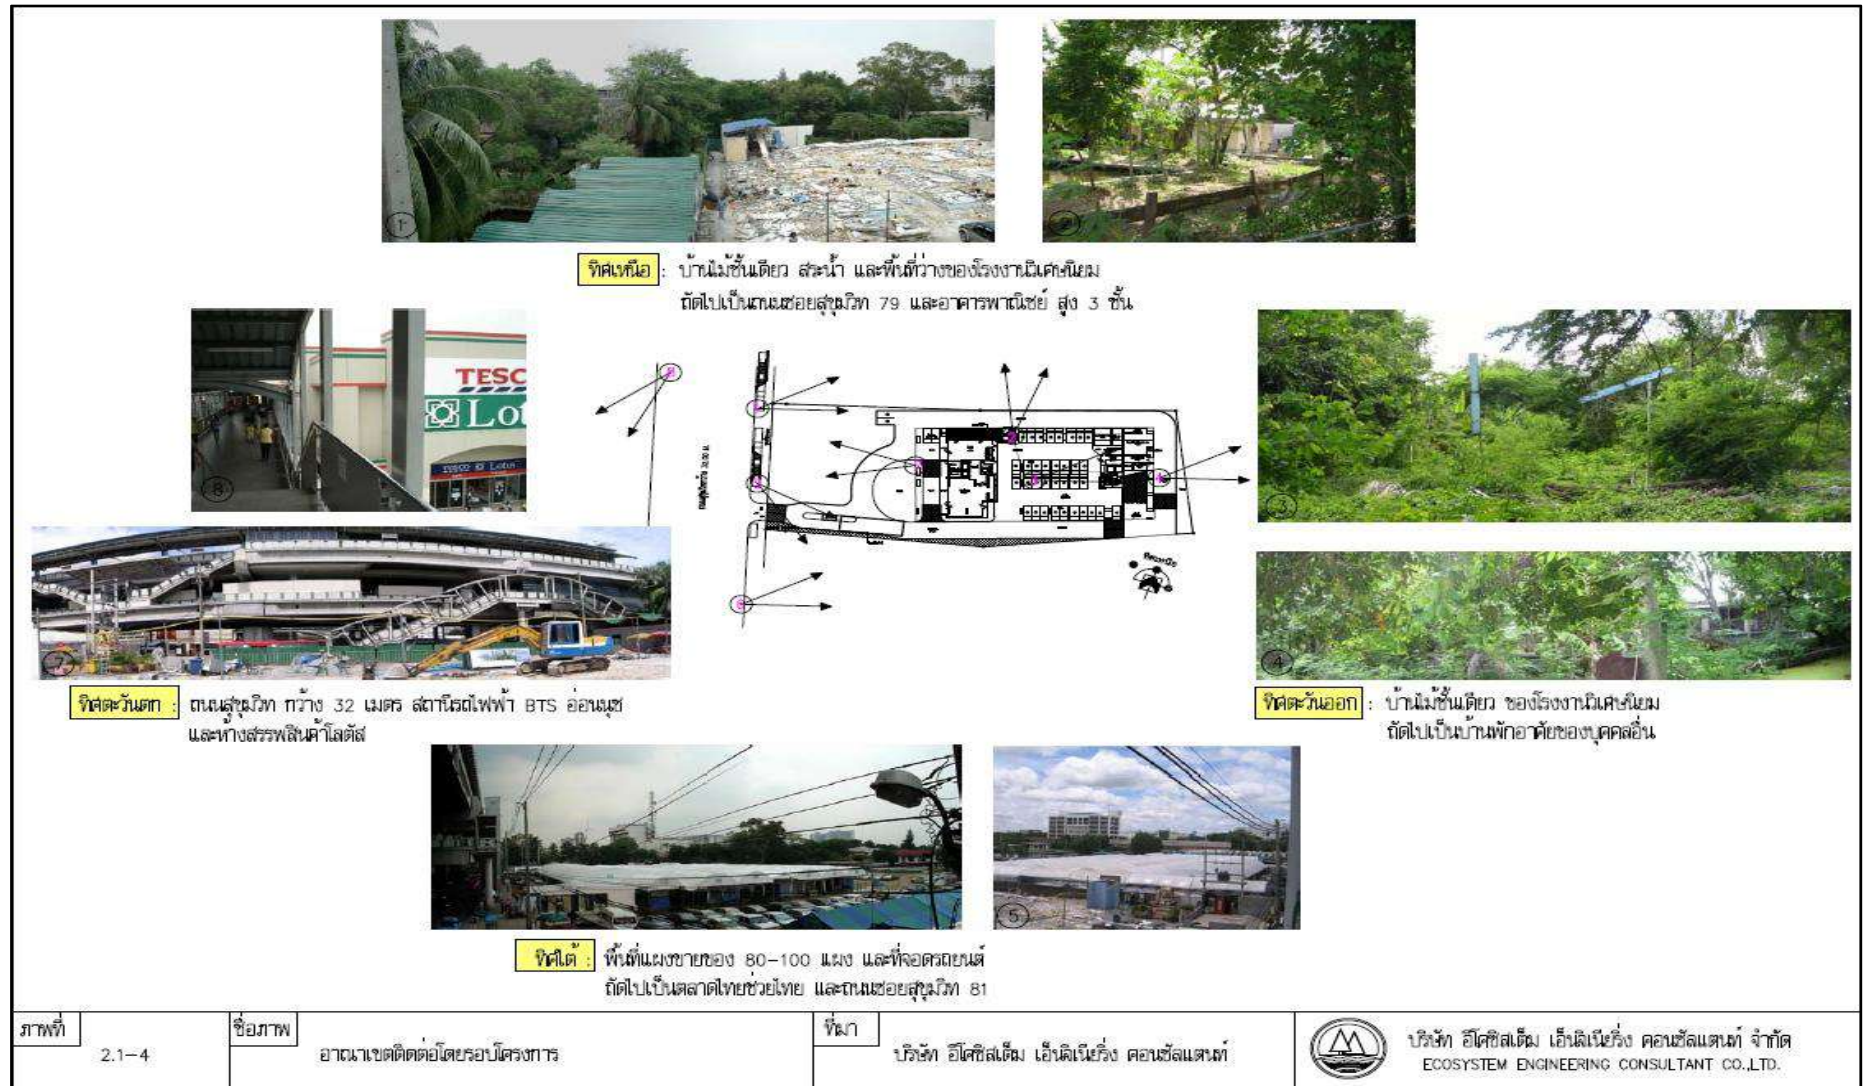 1
2
ทิศเหนือ : บ้านไม้ชั้นเดียว สระน้ำ และพื้นที่ว่างของโรงงานวิเศษนิยม
ถัดไปเป็นถนนซอยสุขุมวิท 79 และอาคารพาณิชย์ สูง 3 ชั้น
TESC
Lot
TESCO Lotus
8
3
7
4
ทิศตะวันตก : ถนนสุขุมวิท กว้าง 32 เมตร สถานีรถไฟฟ้า BTS อ่อนนุช
และห้างสรรพสินค้าโลตัส
ทิศตะวันออก : บ้านไม้ชั้นเดียว ของโรงงานวิเศษนิยม
ถัดไปเป็นบ้านพักอาศัยของบุคคลอื่น
5
ทิศใต้ : พื้นที่แผงขายของ 80-100 แผง และที่จอดรถยนต์
ถัดไปเป็นตลาดไทยช่วยไทย และถนนซอยสุขุมวิท 81
ภาพที่
2.1-4
ชื่อภาพ
อาณาเขตติดต่อโดยรอบโครงการ
ที่มา
บริษัท อีโคซิสเต็ม เอ็นจิเนียริ่ง คอนซัลแตนท์
บริษัท อีโคซิสเต็ม เอ็นจิเนียริ่ง คอนซัลแตนท์ จำกัด
ECOSYSTEM ENGINEERING CONSULTANT CO.,LTD.